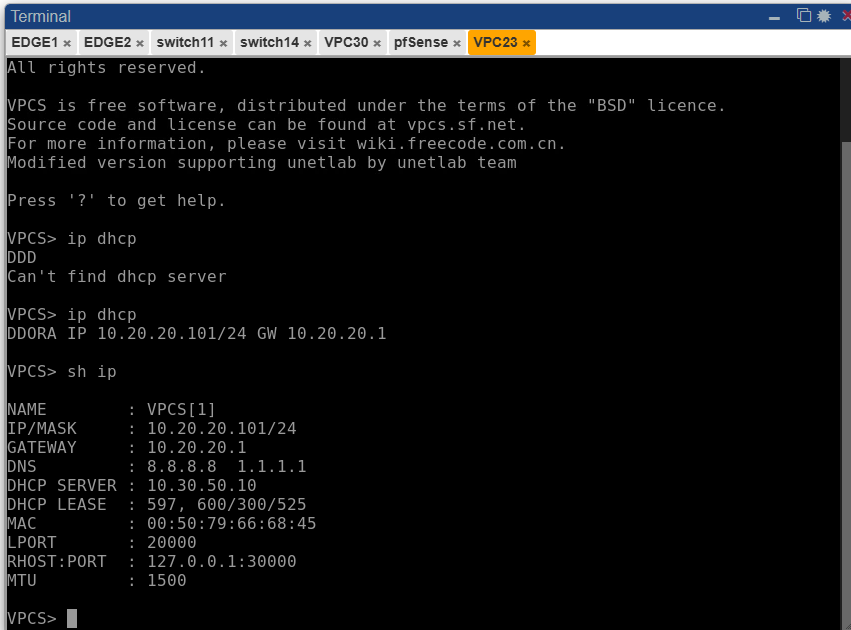 Terminal
EDGE1 × EDGE2 × switch11 × switch14 × VPC30 × pfSense × VPC23 ×
All rights reserved.
VPCS is free software, distributed under the terms of the "BSD" licence.
Source code and license can be found at vpcs.sf.net.
For more information, please visit wiki.freecode.com.cn.
Modified version supporting unetlab by unetlab team
Press '?' to get help.
VPCS> ip dhcp
DDD
Can't find dhcp server
VPCS> ip dhcp
DDORA IP 10.20.20.101/24 GW 10.20.20.1
VPCS> sh ip
NAME        : VPCS[1]
IP/MASK     : 10.20.20.101/24
GATEWAY     : 10.20.20.1
DNS         : 8.8.8.8  1.1.1.1
DHCP SERVER : 10.30.50.10
DHCP LEASE  : 597, 600/300/525
MAC         : 00:50:79:66:68:45
LPORT       : 20000
RHOST:PORT  : 127.0.0.1:30000
MTU         : 1500
VPCS>